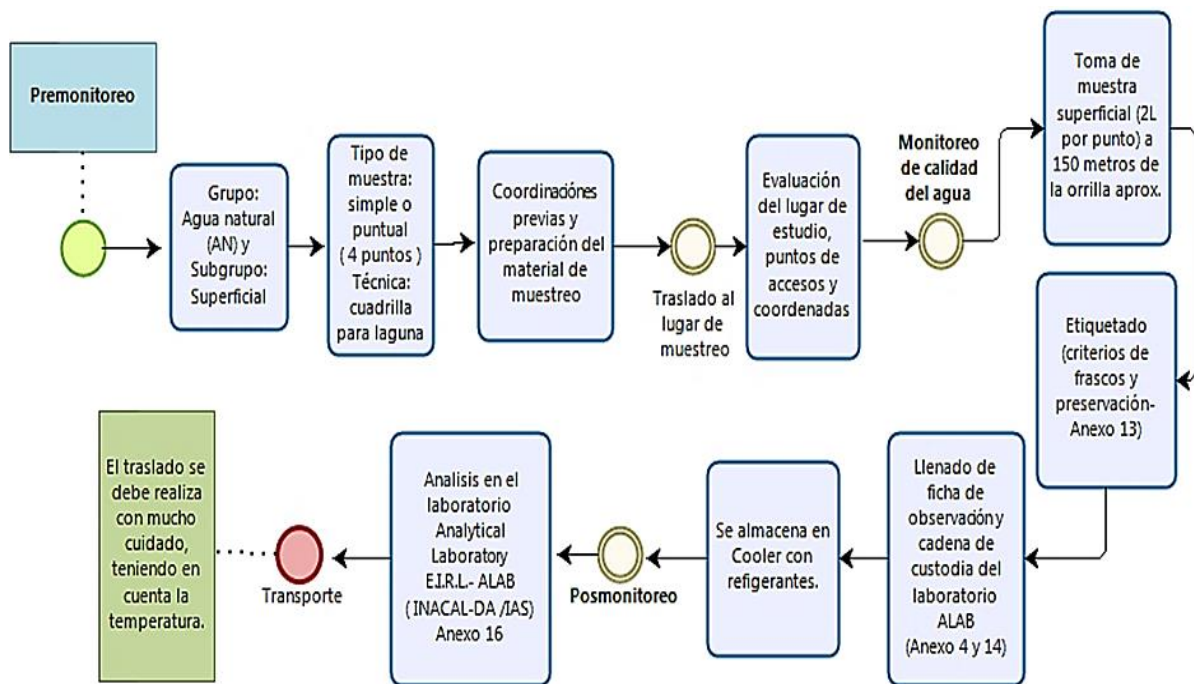 Premonitoreo
Grupo:
Agua natural
(AN) y
Subgrupo:
Superficial
Tipo de
muestra:
simple o
puntual
( 4 puntos )
Técnica:
cuadrilla
para laguna
Coordinaciónes
previas y
preparación del
material de
muestreo
Traslado al
lugar de
muestreo
Evaluación
del lugar de
estudio,
puntos de
accesos y
coordenadas
Monitoreo
de calidad
del agua
Toma de
muestra
superficial (2L
por punto) a
150 metros de
la orrilla aprox.
Etiquetado
(criterios de
frascos y
preservación-
Anexo 13)
Llenado de
ficha de
observación y
cadena de
custodia del
laboratorio
ALAB
(Anexo 4 y 14)
Se almacena en
Cooler con
refigerantes.
Posmonitoreo
Analisis en el
laboratorio
Analytical
Laboratory
E.I.R.L.- ALAB
( INACAL-DA /IAS)
Anexo 16
Transporte
El traslado se
debe realiza
con mucho
cuidado,
teniendo en
cuenta la
temperatura.